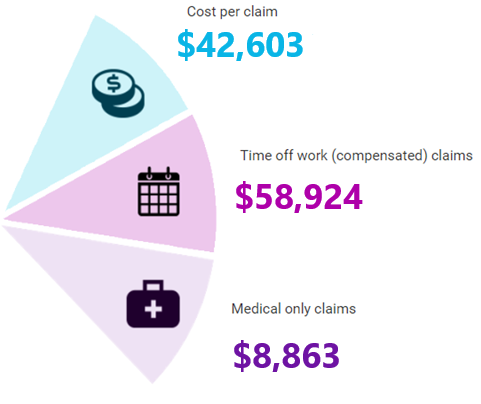 Cost per claim
$42,603
Time off work (compensated) claims
$58,924
Medical only claims
$8,863